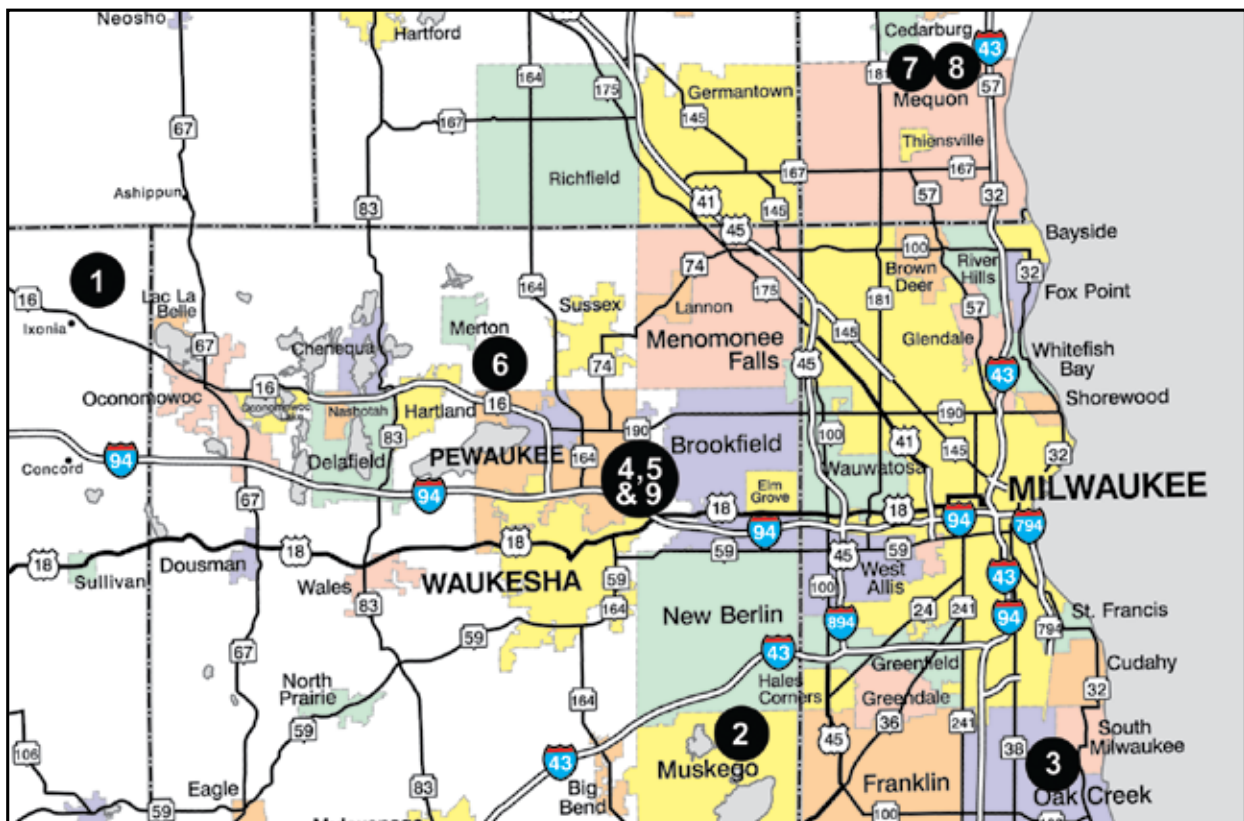 Neosho
Hartford
164
Cedarburg
43
7
8
67
175
181
57
Germantown
Mequon
145
167
Thiensville
Ashippun
Richfield
167
167
83
41
57
32
145
45
Bayside
100
1
74
River
Hills
32
Brown
Deer
Fox Point
16
Lac La
Belle
164
Sussex
Lannon
175
181
57
Ixonia
Merton
Menomonee
Falls
145
Glendale
67
Chenequa
6
45
Whitefish
Bay
74
43
Oconomowoc
16
Oconomowoc
Lake
Nashotah
Hartland
16
Shorewood
190
190
83
Brookfield
100
41
Concord
94
Delafield
PEWAUKEE
164
4,5
& 9
Wauwatosa
145
32
94
Elm
Grove
MILWAUKEE
67
18
18
94
794
94
18
18
59
45
59
Sullivan
Dousman
Wales
WAUKESHA
59
100
West
Allis
43
83
164
New Berlin
24
241
94
St. Francis
894
794
59
67
43
Greenfield
Cudahy
North
Prairie
Hales
Corners
Greendale
32
164
2
36
241
South
Milwaukee
59
45
38
106
43
Muskego
3
Eagle
83
Big
Bend
Franklin
Oak Creek
59
100
100